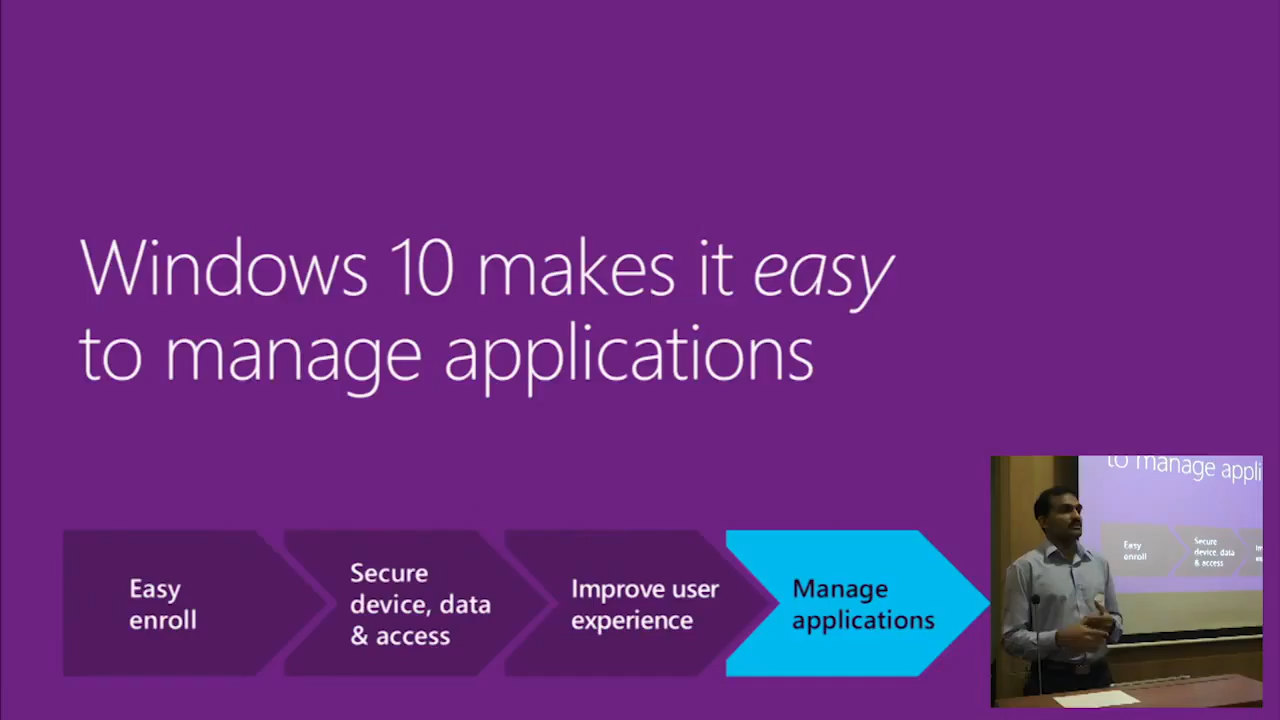 Windows 10 makes it easy
to manage applications
Easy
enroll
Secure
device, data
& access
Improve user
experience
Manage
applications
to manage appli
Easy
enroll
Secure
device, data
& access